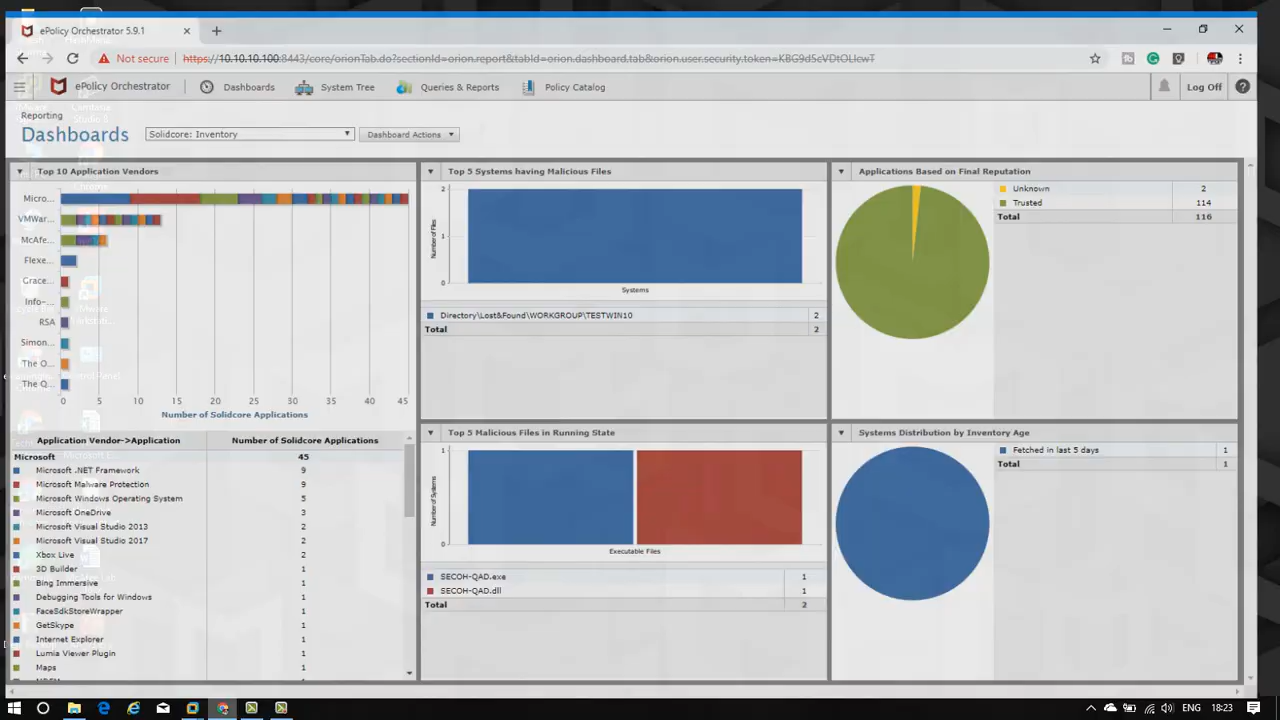 ePolicy Orchestrator 5.9.1
Not secure
https://10.10.10.100:8443/core/orionTab.do?sectionId=orion.report&tabId=orion.dashboard.tab&orion.user.security.token=KBG9d5cVDtOLIcwT
ePolicy Orchestrator
Dashboards
System Tree
Queries & Reports
Policy Catalog
Log Off
Reporting
Dashboards
Solidcore: Inventory
Dashboard Actions
Top 10 Application Vendors
Micro...
VMWar...
McAfe...
Flexe...
Grace...
Info-...
RSA
Simon...
The O...
The Q...
0 5 10 15 20 25 30 35 40 45
Number of Solidcore Applications
Application Vendor->Application Number of Solidcore Applications
Microsoft 45
Microsoft .NET Framework 9
Microsoft Malware Protection 9
Microsoft Windows Operating System 5
Microsoft OneDrive 3
Microsoft Visual Studio 2013 2
Microsoft Visual Studio 2017 2
Xbox Live 2
3D Builder 1
Bing Immersive 1
Debugging Tools for Windows 1
FaceSdkStoreWrapper 1
GetSkype 1
Internet Explorer 1
Lumia Viewer Plugin 1
Maps 1
Top 5 Systems having Malicious Files
Number of Files
2
1
0
Systems
Directory\Lost&Found\WORKGROUP\TESTWIN10 2
Total 2
Top 5 Malicious Files in Running State
Number of Systems
1
0
Executable Files
SECOH-QAD.exe 1
SECOH-QAD.dll 1
Total 2
Applications Based on Final Reputation
Unknown 2
Trusted 114
Total 116
Systems Distribution by Inventory Age
Fetched in last 5 days 1
Total 1
ENG 18:23